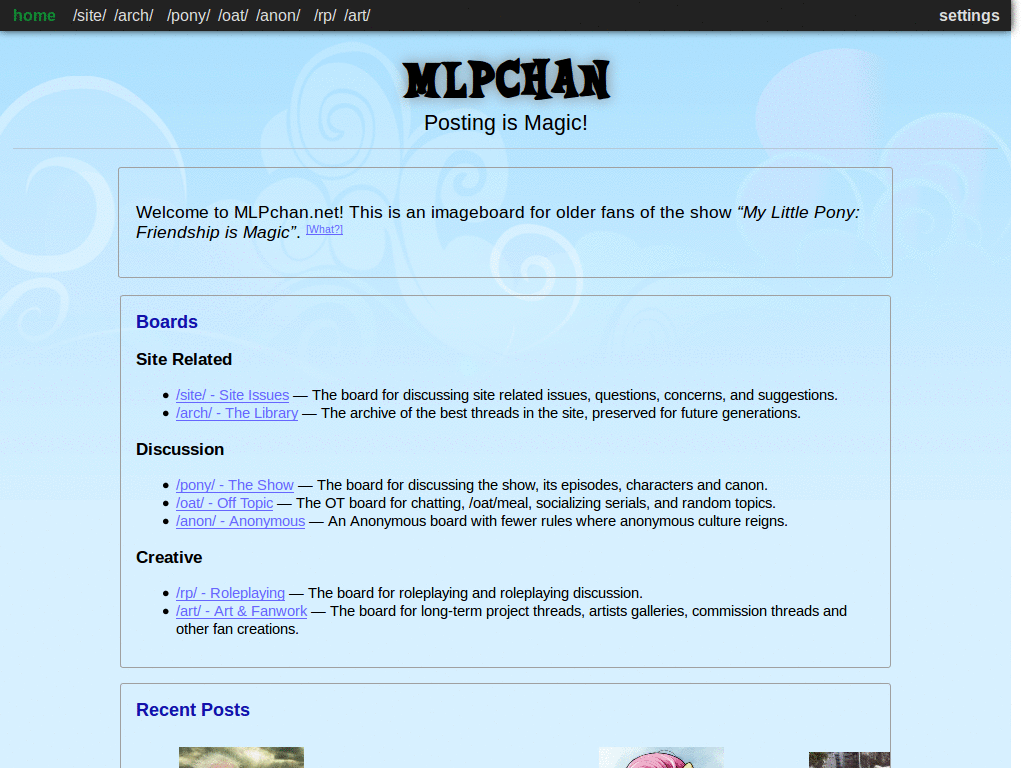 home /site/ /arch/ /pony/ /oat/ /anon/ /rp/ /art/ settings
MLPCHAN
Posting is Magic!
Welcome to MLPchan.net! This is an imageboard for older fans of the show “My Little Pony:
Friendship is Magic”. [What?]
Boards
Site Related
/site/ - Site Issues — The board for discussing site related issues, questions, concerns, and suggestions.
/arch/ - The Library — The archive of the best threads in the site, preserved for future generations.
Discussion
/pony/ - The Show — The board for discussing the show, its episodes, characters and canon.
/oat/ - Off Topic — The OT board for chatting, /oat/meal, socializing serials, and random topics.
/anon/ - Anonymous — An Anonymous board with fewer rules where anonymous culture reigns.
Creative
/rp/ - Roleplaying — The board for roleplaying and roleplaying discussion.
/art/ - Art & Fanwork — The board for long-term project threads, artists galleries, commission threads and
other fan creations.
Recent Posts